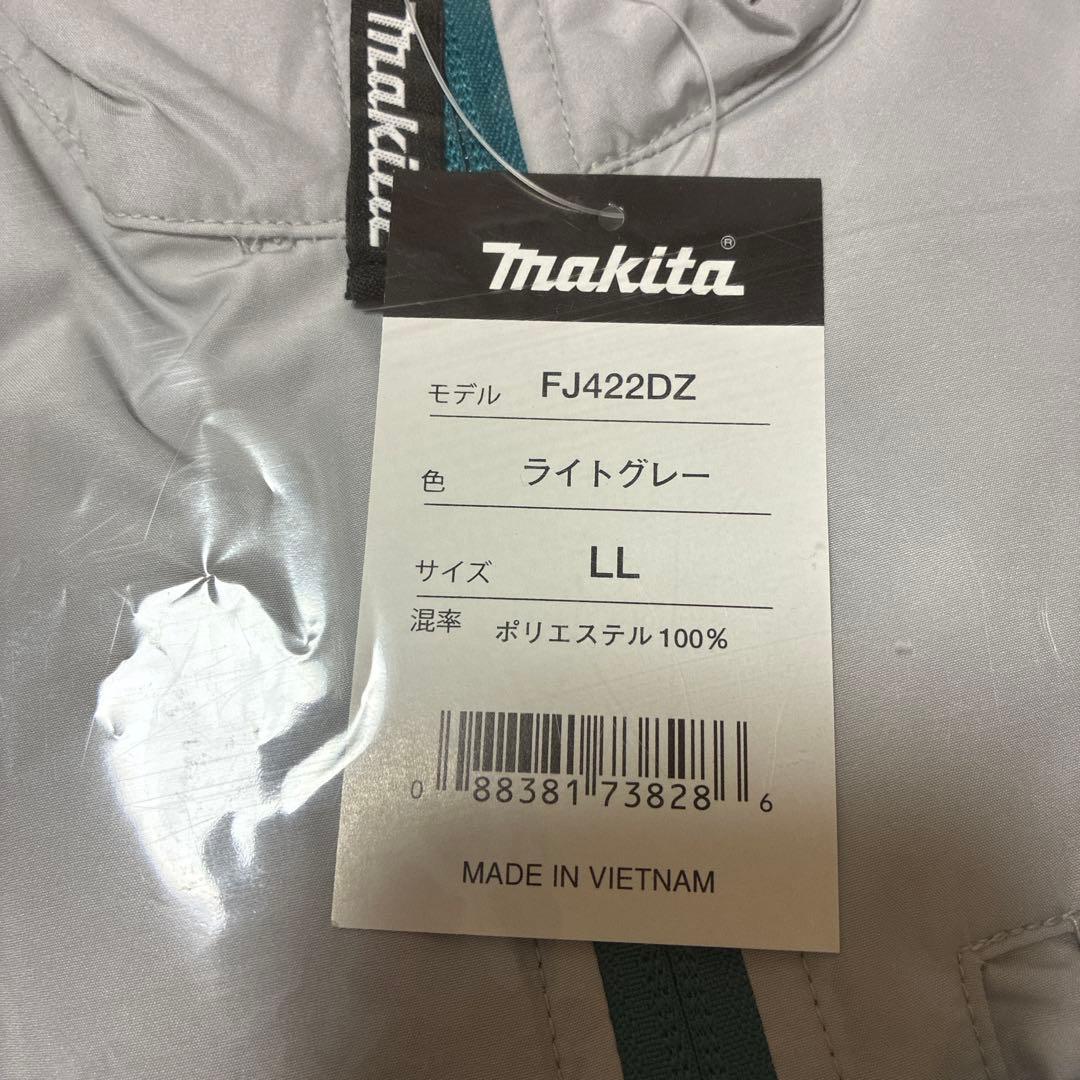 makita
makita®
モデル FJ422DZ
色 ライトグレー
サイズ LL
混率 ポリエステル100%
0 88381 73828 6
MADE IN VIETNAM